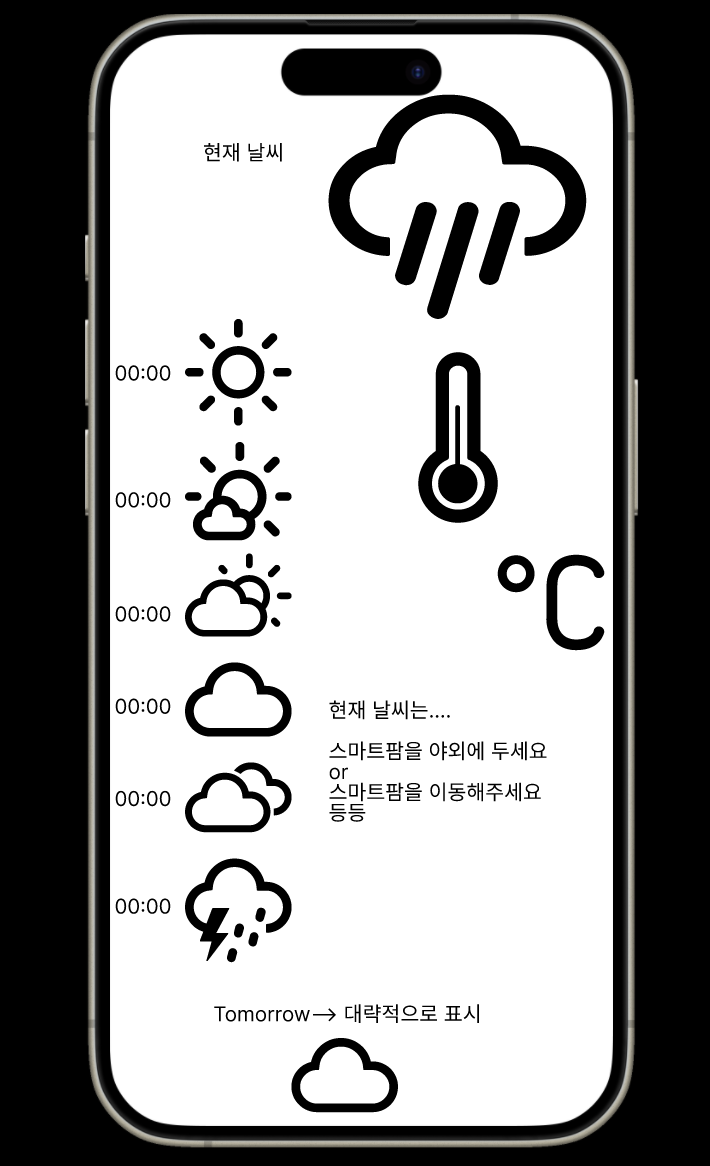 현재 날씨
00:00
00:00
00:00
00:00
00:00
00:00
°C
현재 날씨는....
스마트팜을 야외에 두세요
or
스마트팜을 이동해주세요
등등
Tomorrow--> 대략적으로 표시